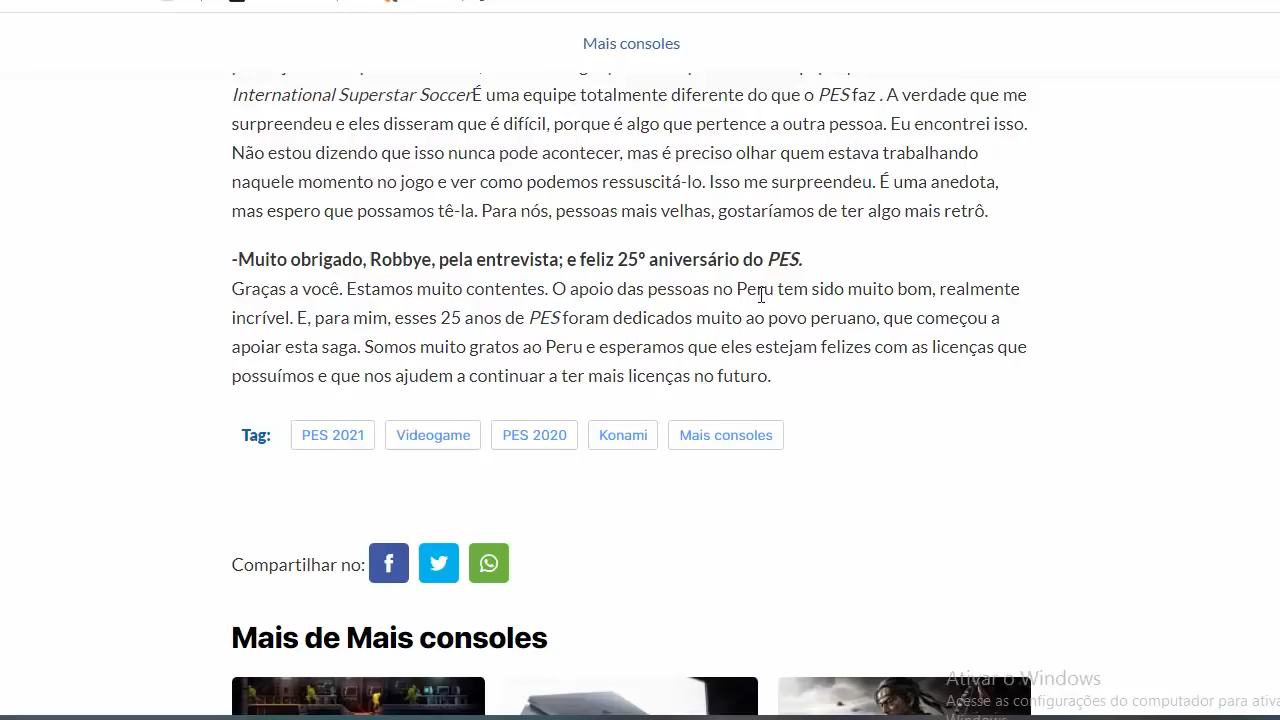 Mais consoles
International Superstar SoccerÉ uma equipe totalmente diferente do que o PES faz . A verdade que me
surpreendeu e eles disseram que é difícil, porque é algo que pertence a outra pessoa. Eu encontrei isso.
Não estou dizendo que isso nunca pode acontecer, mas é preciso olhar quem estava trabalhando
naquele momento no jogo e ver como podemos ressuscitá-lo. Isso me surpreendeu. É uma anedota,
mas espero que possamos tê-la. Para nós, pessoas mais velhas, gostaríamos de ter algo mais retrô.
-Muito obrigado, Robbye, pela entrevista; e feliz 25º aniversário do PES.
Graças a você. Estamos muito contentes. O apoio das pessoas no Peru tem sido muito bom, realmente
incrível. E, para mim, esses 25 anos de PES foram dedicados muito ao povo peruano, que começou a
apoiar esta saga. Somos muito gratos ao Peru e esperamos que eles estejam felizes com as licenças que
possuímos e que nos ajudem a continuar a ter mais licenças no futuro.
Tag: PES 2021 Videogame PES 2020 Konami Mais consoles
Compartilhar no:
Mais de Mais consoles
Ativar o Windows
Acesse as configurações do computador para ativa
Windows